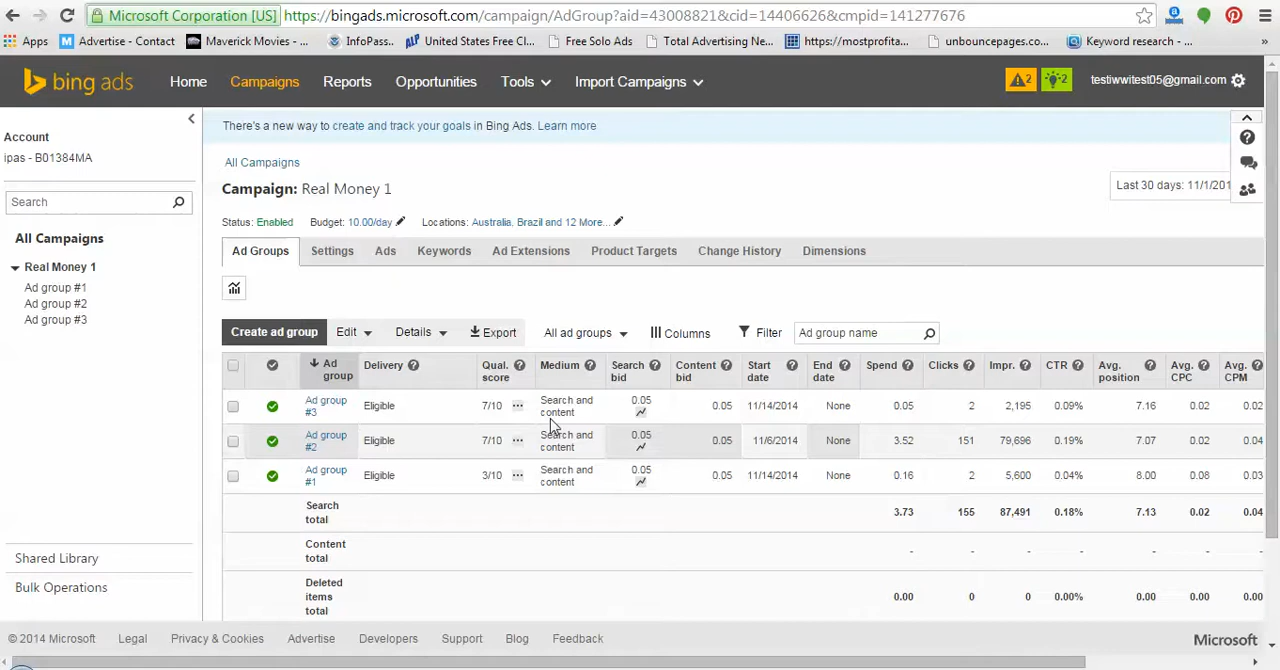 Microsoft Corporation [US] https://bingads.microsoft.com/campaign/AdGroup?aid=43008821&cid=14406626&cmpid=141277676
Apps Advertise - Contact Maverick Movies - ... InfoPass.. United States Free Cl... Free Solo Ads Total Advertising Ne... https://mostprofita... unbouncepages.co... Keyword research - ... »
bing ads Home Campaigns Reports Opportunities Tools Import Campaigns 2 2 testiwwitest05@gmail.com
There's a new way to create and track your goals in Bing Ads. Learn more
Account
ipas - B01384MA
Search
All Campaigns
Real Money 1
Ad group #1
Ad group #2
Ad group #3
Shared Library
Bulk Operations
All Campaigns
Campaign: Real Money 1
Last 30 days: 11/1/201
Status: Enabled Budget: 10.00/day Locations: Australia, Brazil and 12 More...
Ad Groups Settings Ads Keywords Ad Extensions Product Targets Change History Dimensions
Create ad group Edit Details Export All ad groups Columns Filter Ad group name
Ad group Delivery Qual. score Medium Search bid Content bid Start date End date Spend Clicks Impr. CTR Avg. position Avg. CPC Avg. CPM
Ad group #3 Eligible 7/10 ... Search and content 0.05 0.05 11/14/2014 None 0.05 2 2,195 0.09% 7.16 0.02 0.02
Ad group #2 Eligible 7/10 ... Search and content 0.05 0.05 11/6/2014 None 3.52 151 79,696 0.19% 7.07 0.02 0.04
Ad group #1 Eligible 3/10 ... Search and content 0.05 0.05 11/14/2014 None 0.16 2 5,600 0.04% 8.00 0.08 0.03
Search total 3.73 155 87,491 0.18% 7.13 0.02 0.04
Content total - - - - - - -
Deleted items total 0.00 0 0 0.00% 0.00 0.00 0.00
© 2014 Microsoft Legal Privacy & Cookies Advertise Developers Support Blog Feedback Microsoft